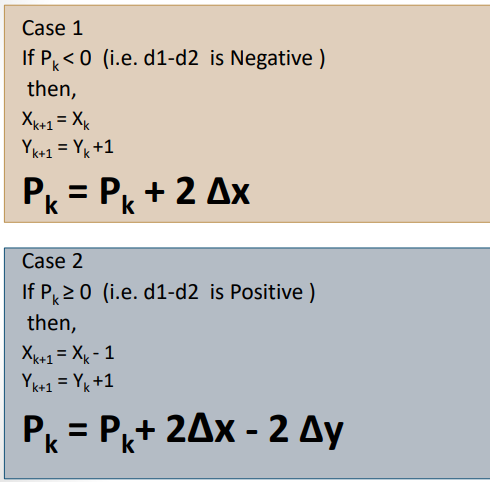 Case 1
If Pₖ < 0 (i.e. d1-d2 is Negative )
then,
Xₖ₊₁ = Xₖ
Yₖ₊₁ = Yₖ +1
Pₖ = Pₖ + 2 Δx
Case 2
If Pₖ ≥ 0 (i.e. d1-d2 is Positive )
then,
Xₖ₊₁ = Xₖ - 1
Yₖ₊₁ = Yₖ +1
Pₖ = Pₖ+ 2Δx - 2 Δy